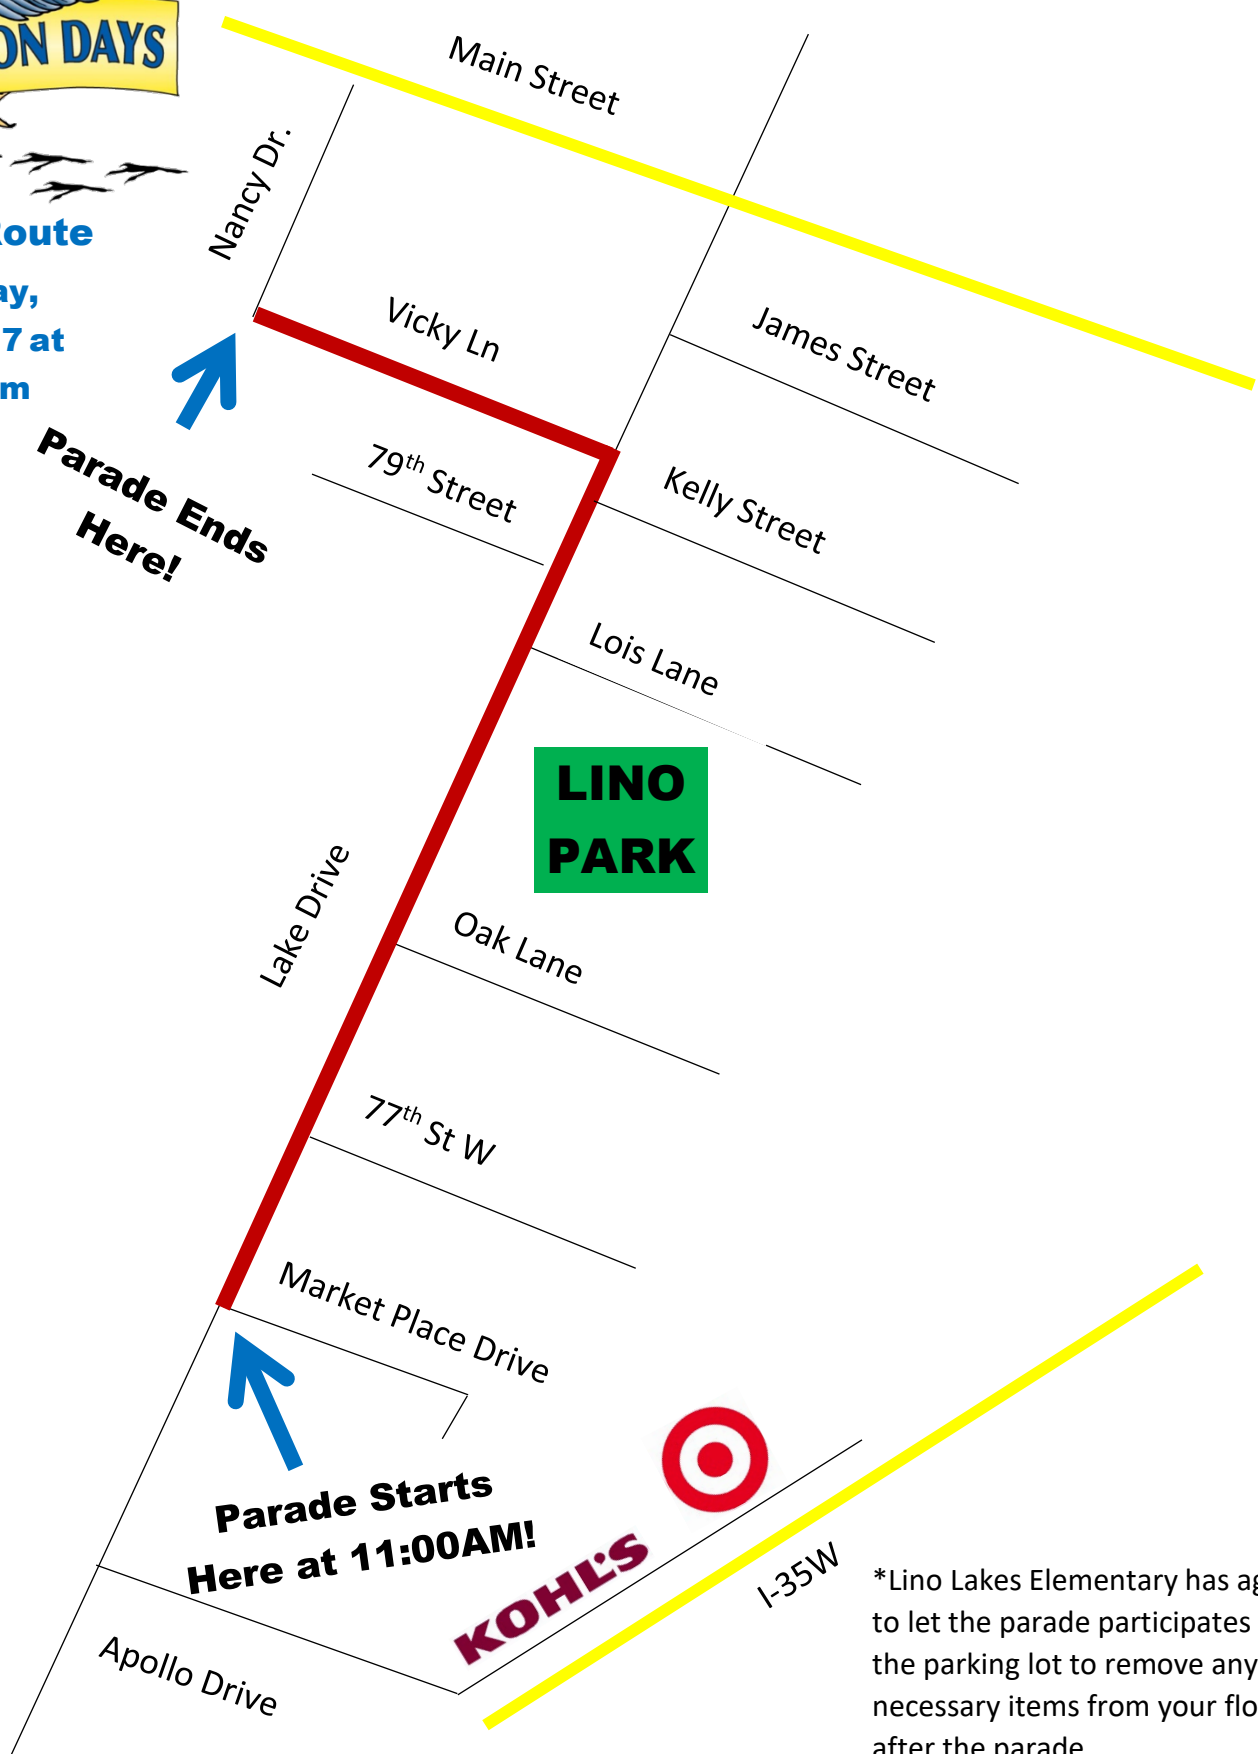 ON DAYS
oute
ay,
7 at
m
Main Street
Nancy Dr.
Vicky Ln
James Street
79th Street
Kelly Street
Parade Ends
Here!
Lois Lane
LINO
PARK
Lake Drive
Oak Lane
77th St W
Market Place Drive
Parade Starts
Here at 11:00AM!
KOHL'S
I-35W
Apollo Drive
*Lino Lakes Elementary has ag
to let the parade participates
the parking lot to remove any
necessary items from your flo
after the parade